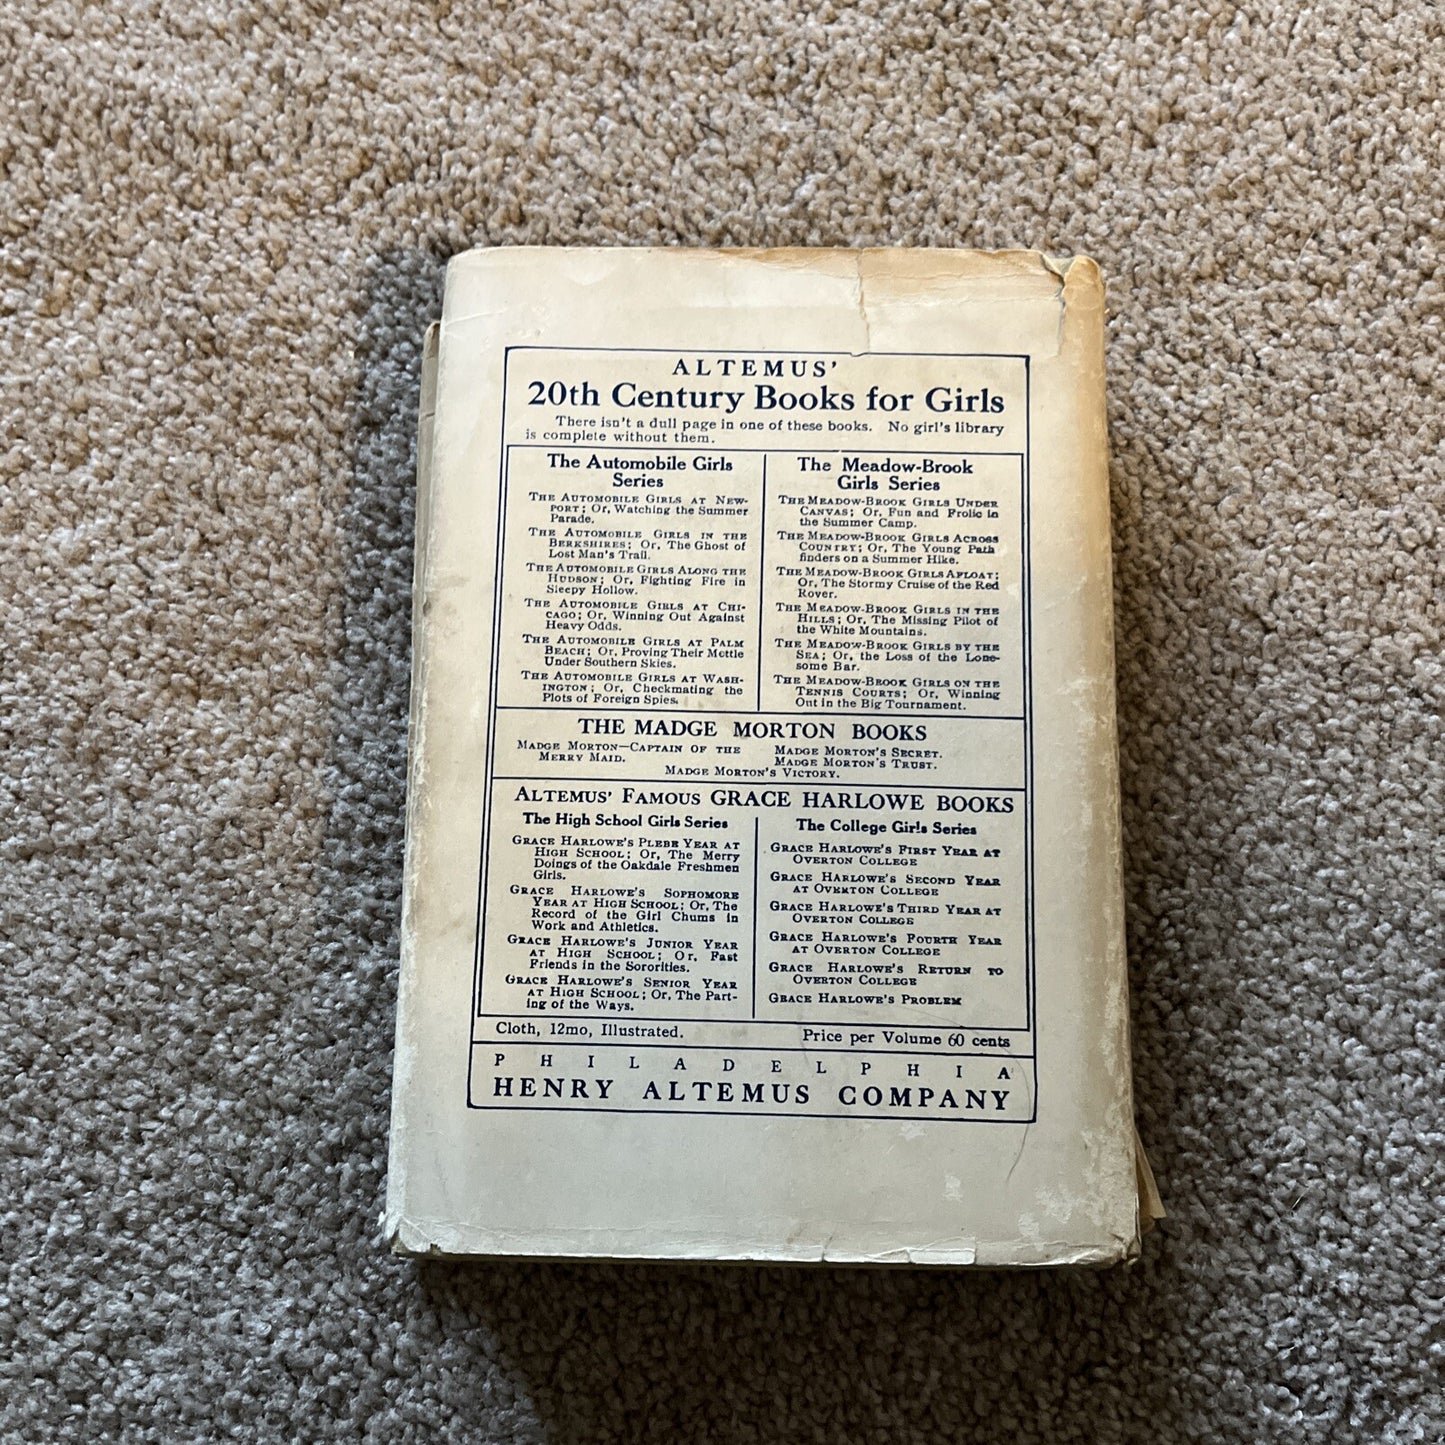 ALTEMUS'
20th Century Books for Girls
There isn't a dull page in one of these books. No girl's library
is complete without them.
The Automobile Girls
Series
THE AUTOMOBILE GIRLS AT NEW-
PORT; Or, Watching the Summer
Parade.
THE AUTOMOBILE GIRLS IN THE
BERKSHIRES; Or, The Ghost of
Lost Man's Trail.
THE AUTOMOBILE GIRLS ALONG THE
HUDSON; Or, Fighting Fire in
Sleepy Hollow.
THE AUTOMOBILE GIRLS AT CHI-
CAGO; Or, Winning Out Against
Heavy Odds.
THE AUTOMOBILE GIRLS AT PALM
BEACH; Or, Proving Their Mettle
Under Southern Skies.
THE AUTOMOBILE GIRLS AT WASH-
INGTON; Or, Checkmating the
Plots of Foreign Spies.
The Meadow-Brook
Girls Series
THE MEADOW-BROOK GIRLS UNDER
CANVAS; Or, Fun and Frolic in
the Summer Camp.
THE MEADOW-BROOK GIRLS ACROSS
COUNTRY; Or, The Young Path
finders on a Summer Hike.
THE MEADOW-BROOK GIRLS AFLOAT;
Or, The Stormy Cruise of the Red
Rover.
THE MEADOW-BROOK GIRLS IN THE
HILLS; Or, The Missing Pilot of
the White Mountains.
THE MEADOW-BROOK GIRLS BY THE
SEA; Or, the Loss of the Lone-
some Bar.
THE MEADOW-BROOK GIRLS ON THE
TENNIS COURTS; Or, Winning
Out in the Big Tournament.
THE MADGE MORTON BOOKS
MADGE MORTON—CAPTAIN OF THE
MERRY MAID.
MADGE MORTON'S SECRET.
MADGE MORTON'S TRUST.
MADGE MORTON'S VICTORY.
ALTEMUS' FAMOUS GRACE HARLOWE BOOKS
The High School Girls Series
GRACE HARLOWE'S PLEBE YEAR AT
HIGH SCHOOL; Or, The Merry
Doings of the Oakdale Freshmen
Girls.
GRACE HARLOWE'S SOPHOMORE
YEAR AT HIGH SCHOOL; Or, The
Record of the Girl Chums in
Work and Athletics.
GRACE HARLOWE'S JUNIOR YEAR
AT HIGH SCHOOL; Or, Fast
Friends in the Sororities.
GRACE HARLOWE'S SENIOR YEAR
AT HIGH SCHOOL; Or, The Part-
ing of the Ways.
The College Girls Series
GRACE HARLOWE'S FIRST YEAR AT
OVERTON COLLEGE
GRACE HARLOWE'S SECOND YEAR
AT OVERTON COLLEGE
GRACE HARLOWE'S THIRD YEAR AT
OVERTON COLLEGE
GRACE HARLOWE'S FOURTH YEAR
AT OVERTON COLLEGE
GRACE HARLOWE'S RETURN TO
OVERTON COLLEGE
GRACE HARLOWE'S PROBLEM
Cloth, 12mo, Illustrated. Price per Volume 60 cents
PHILADELPHIA
HENRY ALTEMUS COMPANY